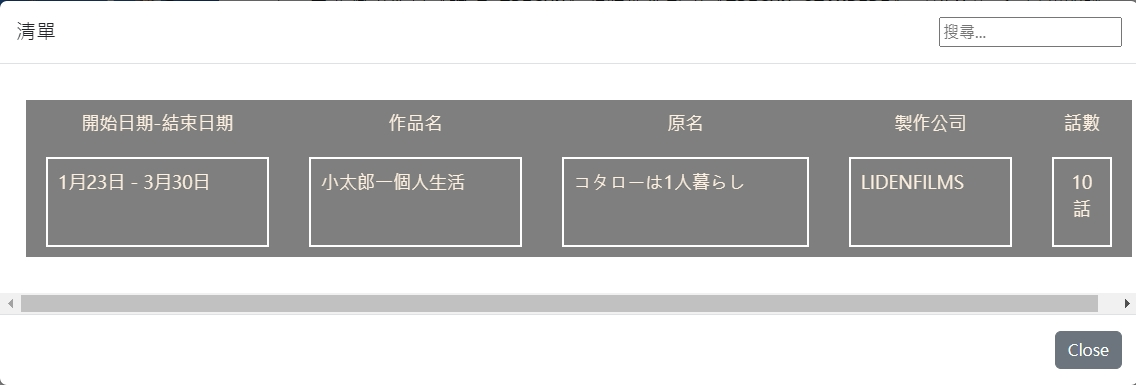 清單
搜尋...
開始日期-結束日期 作品名 原名 製作公司 話數
1月23日 - 3月30日 小太郎一個人生活 コタローは1人暮らし LIDENFILMS 10
話
Close